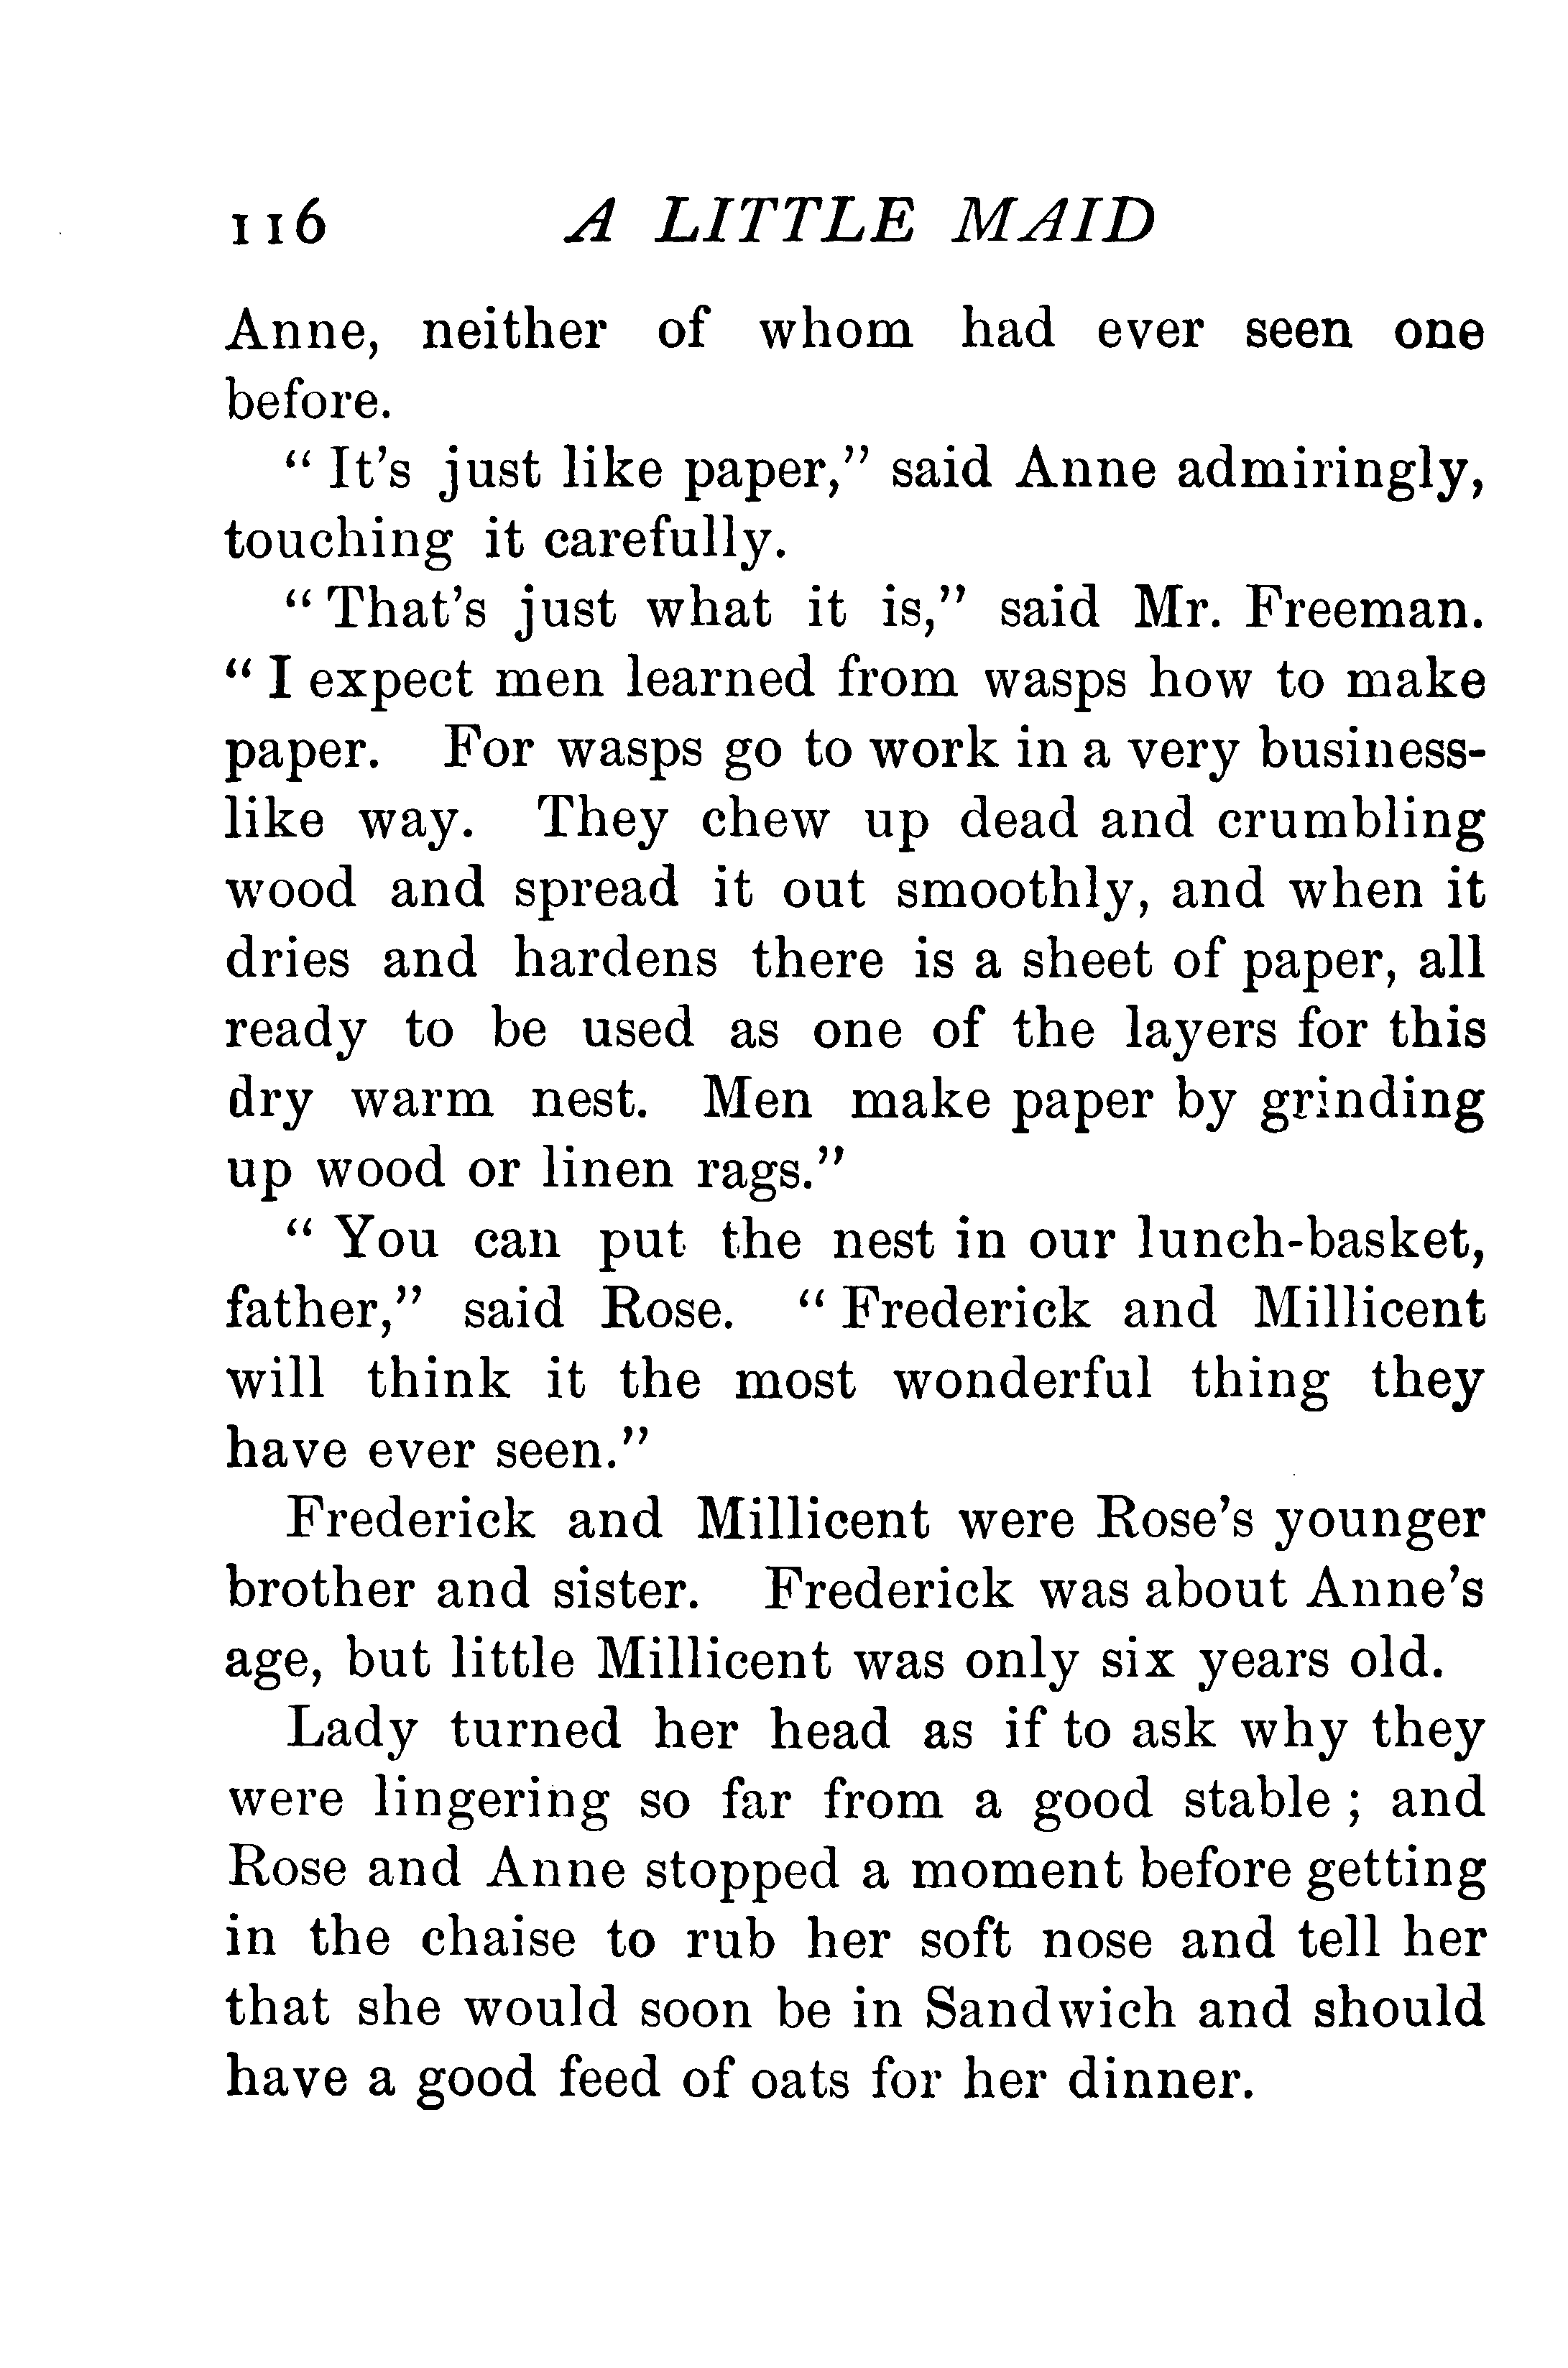 116 A LITTLE MAID
Anne, neither of whom had ever seen one
before.
" It's just like paper," said Anne admiringly,
touching it carefully.
" That's just what it is," said Mr. Freeman.
" I expect men learned from wasps how to make
paper. For wasps go to work in a very business-
like way. They chew up dead and crumbling
wood and spread it out smoothly, and when it
dries and hardens there is a sheet of paper, all
ready to be used as one of the layers for this
dry warm nest. Men make paper by grinding
up wood or linen rags."
" You can put the nest in our lunch-basket,
father," said Rose. " Frederick and Millicent
will think it the most wonderful thing they
have ever seen."
Frederick and Millicent were Rose's younger
brother and sister. Frederick was about Anne's
age, but little Millicent was only six years old.
Lady turned her head as if to ask why they
were lingering so far from a good stable ; and
Rose and Anne stopped a moment before getting
in the chaise to rub her soft nose and tell her
that she would soon be in Sandwich and should
have a good feed of oats for her dinner.